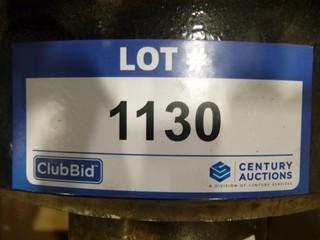 LOT #
1130
ClubBid
CENTURY
AUCTIONS
A DIVISION OF CENTURY SERVICES